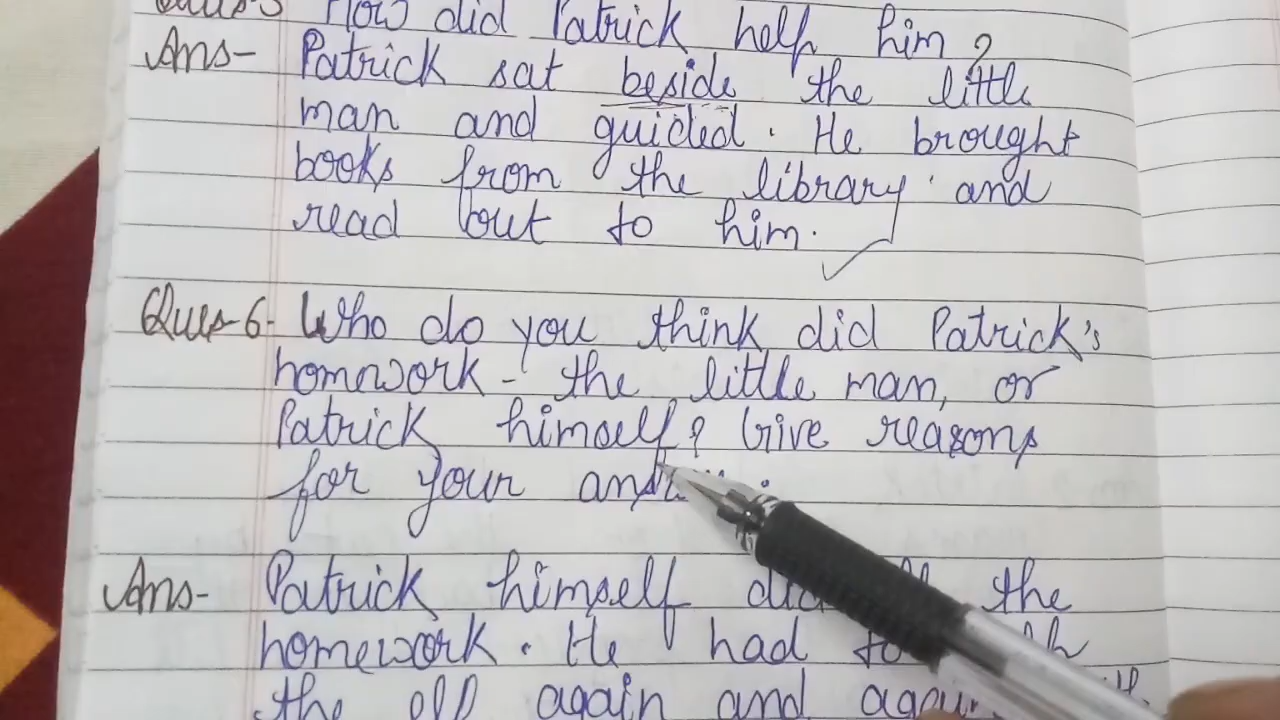 How did Patrick help him?
Ans- Patrick sat beside the little
man and guided. He brought
books from the library and
read out to him.
Ques-6- Who do you think did Patrick's
homework - the little man, or
Patrick himself? Give reasons
for your
Ans- Patrick himself the
homework. He had
the elf again and